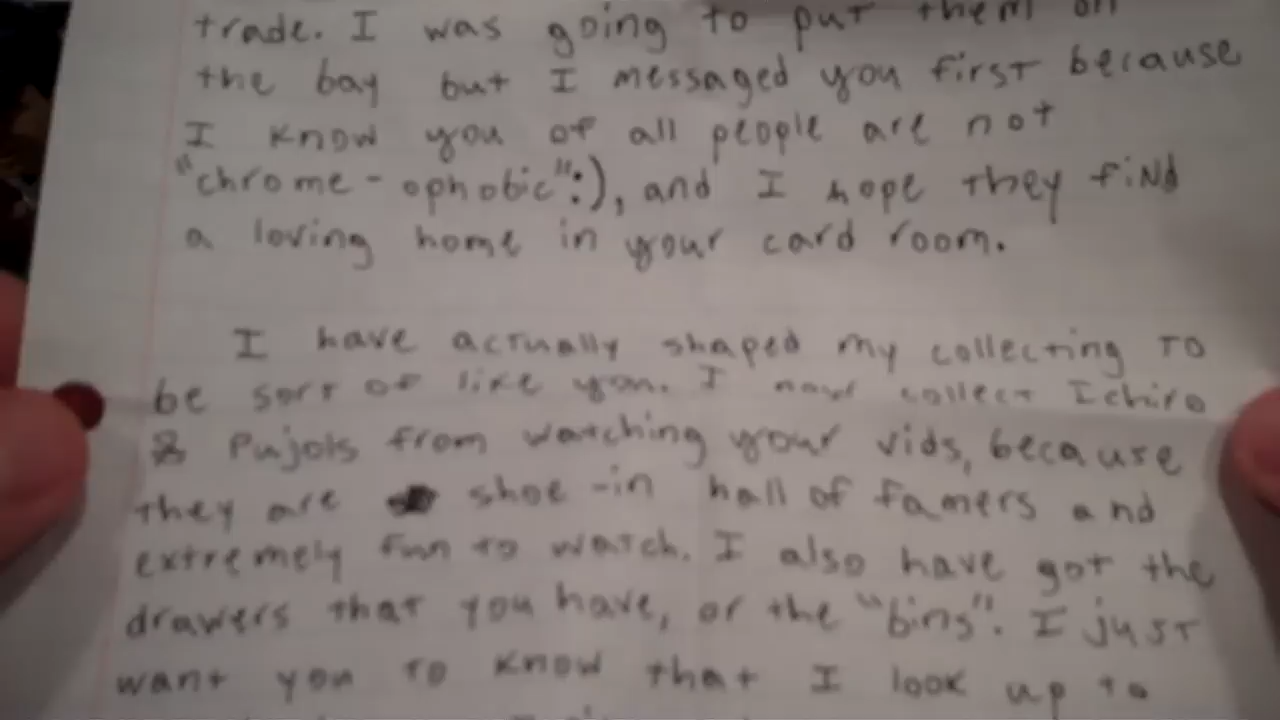 trade. I was going to put them on
the bay but I messaged you first because
I know you of all people are not
"chrome-ophobic":), and I hope they find
a loving home in your card room.
I have actually shaped my collecting to
be sort of like you. I now collect Ichiro
& Pujols from watching your vids, because
they are shoe-in hall of famers and
extremely fun to watch. I also have got the
drawers that you have, or the "bins". I just
want you to know that I look up to